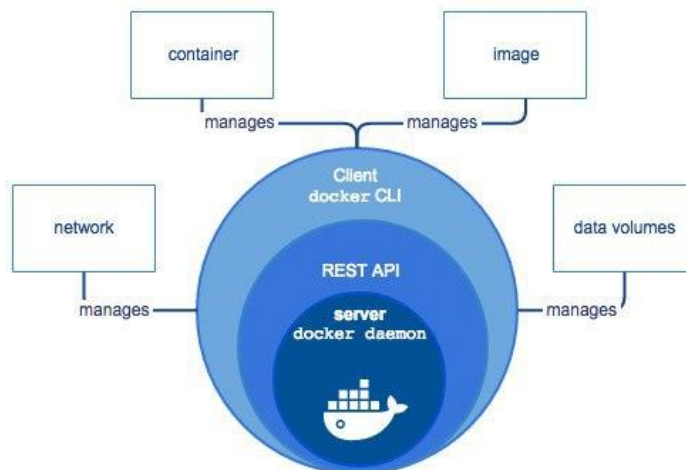 container
image
manages
manages
Client
docker CLI
network
data volumes
REST API
manages
manages
server
docker daemon